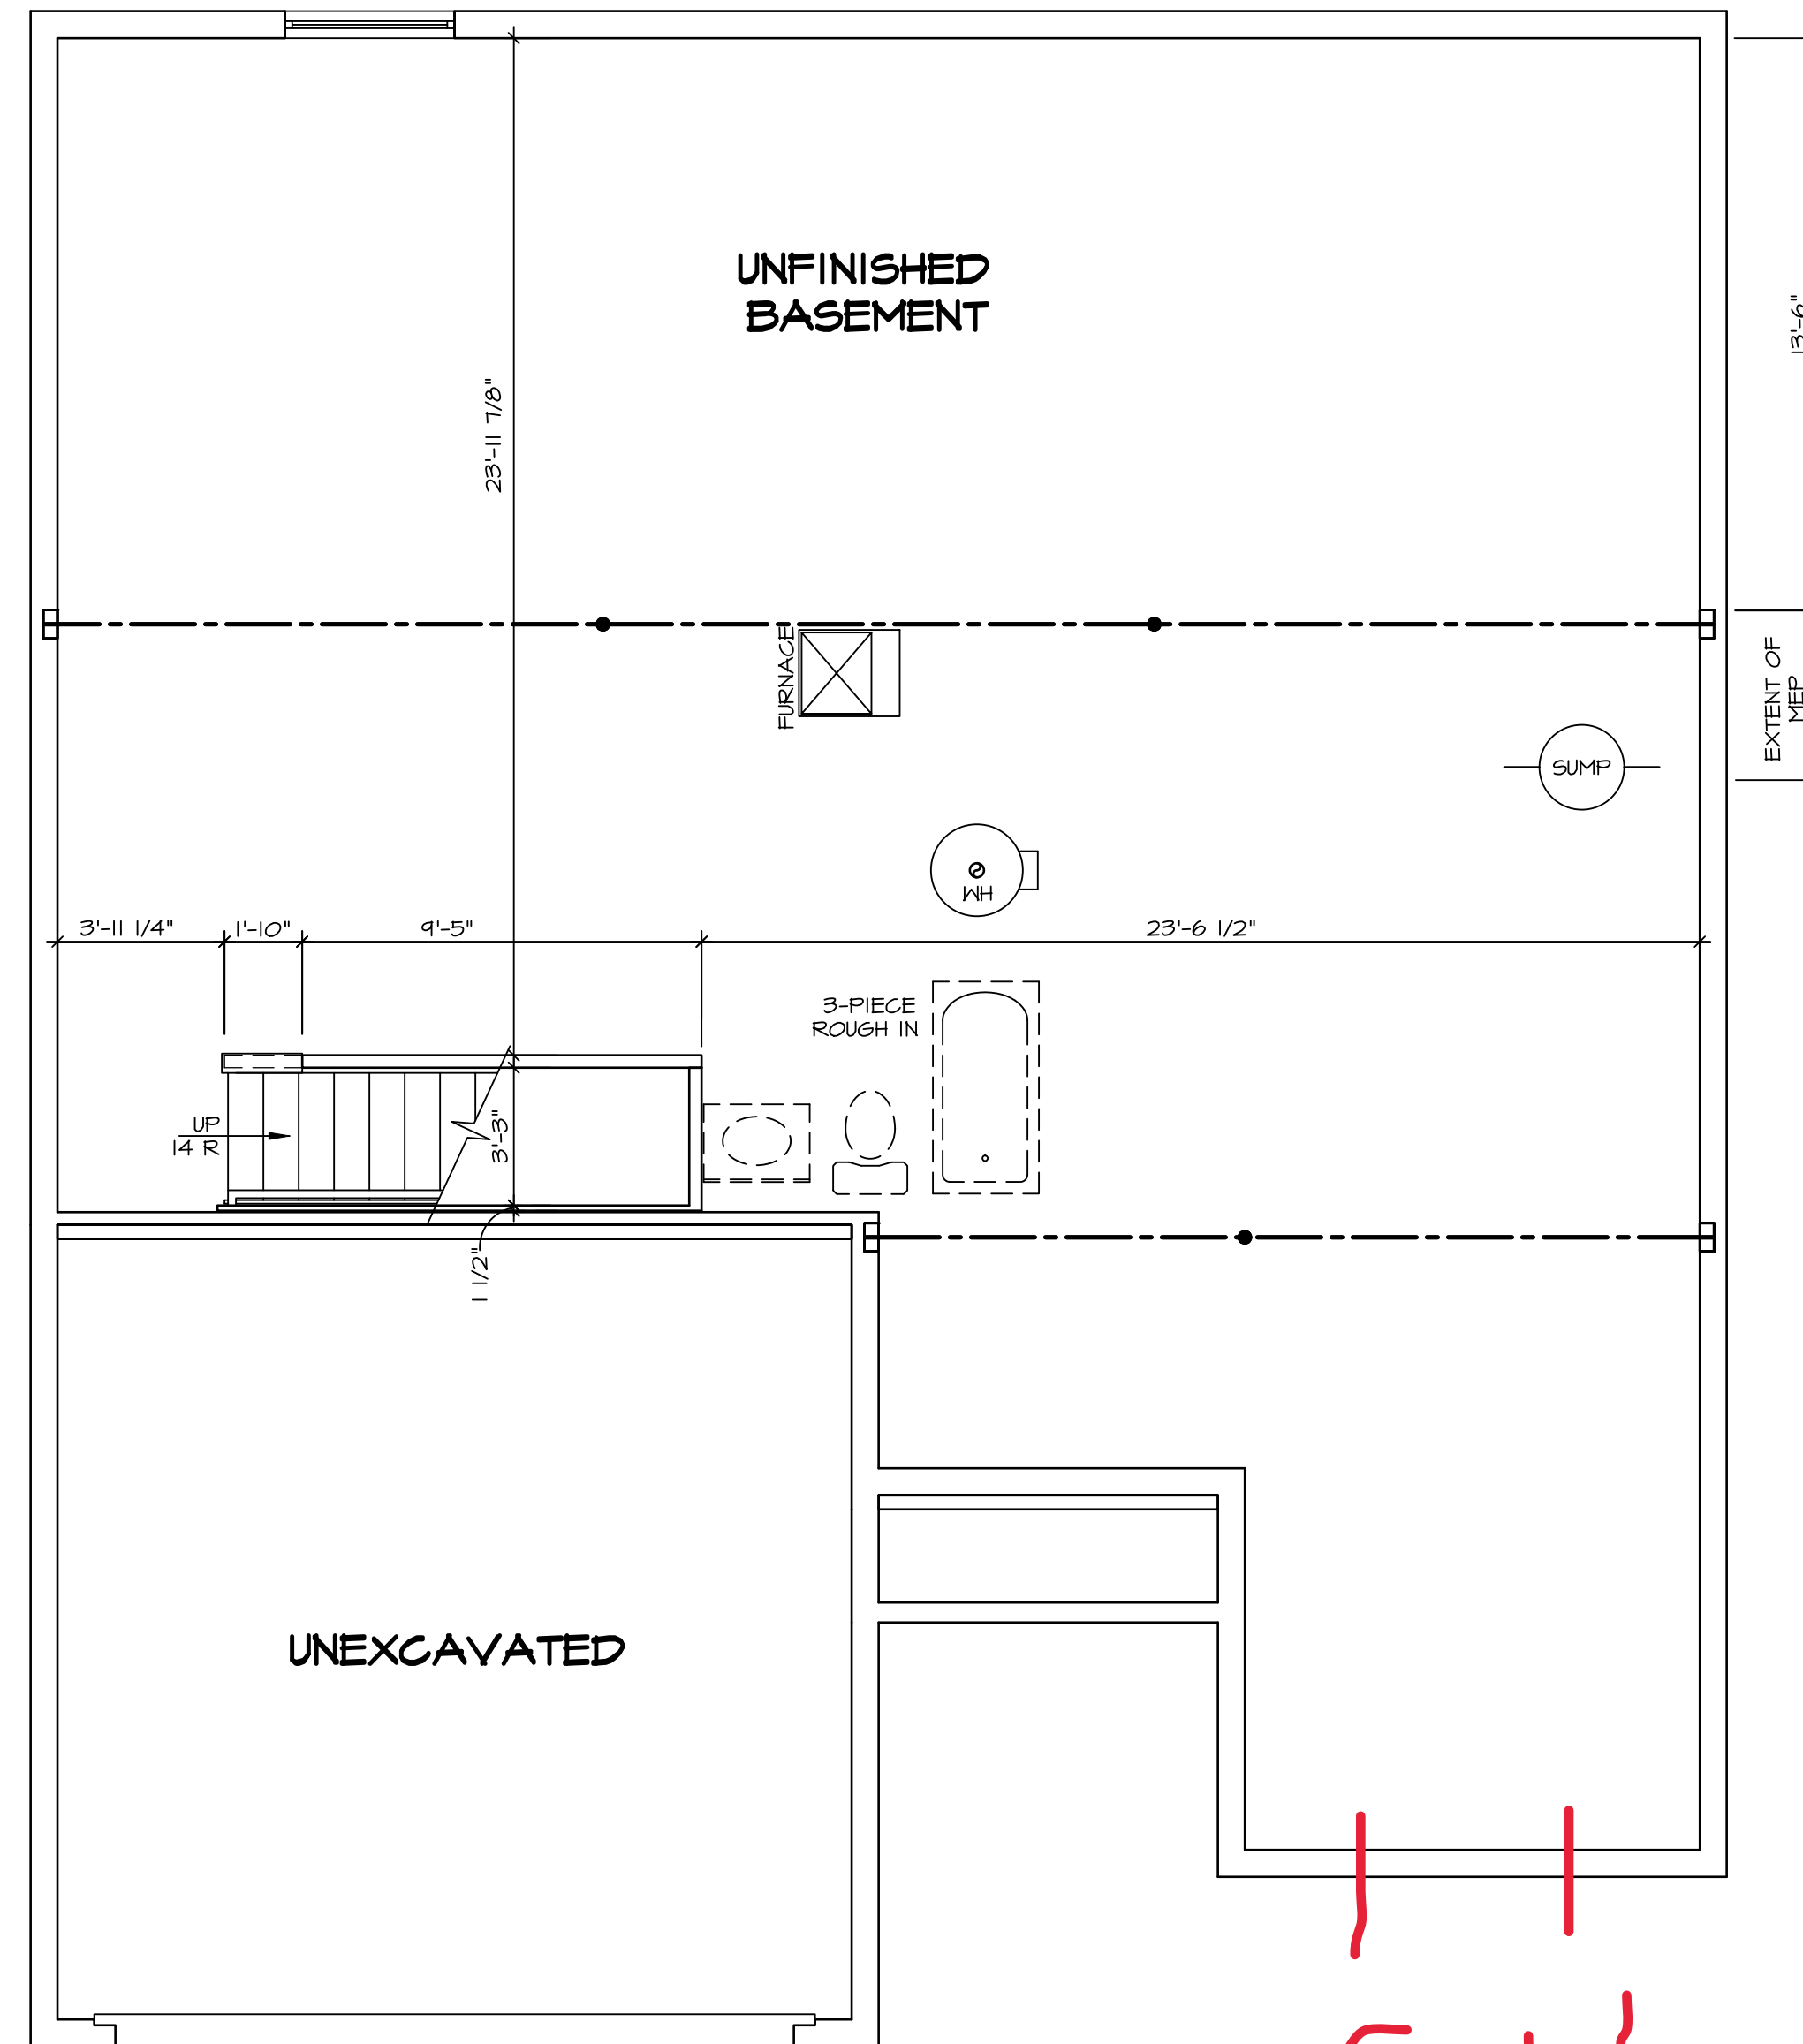 UNFINISHED
BASEMENT
13'-6"
23'-11 7/8"
FURNACE
EXTENT OF
MEP
SUMP
WH
3'-11 1/4"
1'-10"
9'-5"
23'-6 1/2"
3-PIECE
ROUGH IN
UP
14 R
3'-3"
1 1/2"
UNEXCAVATED